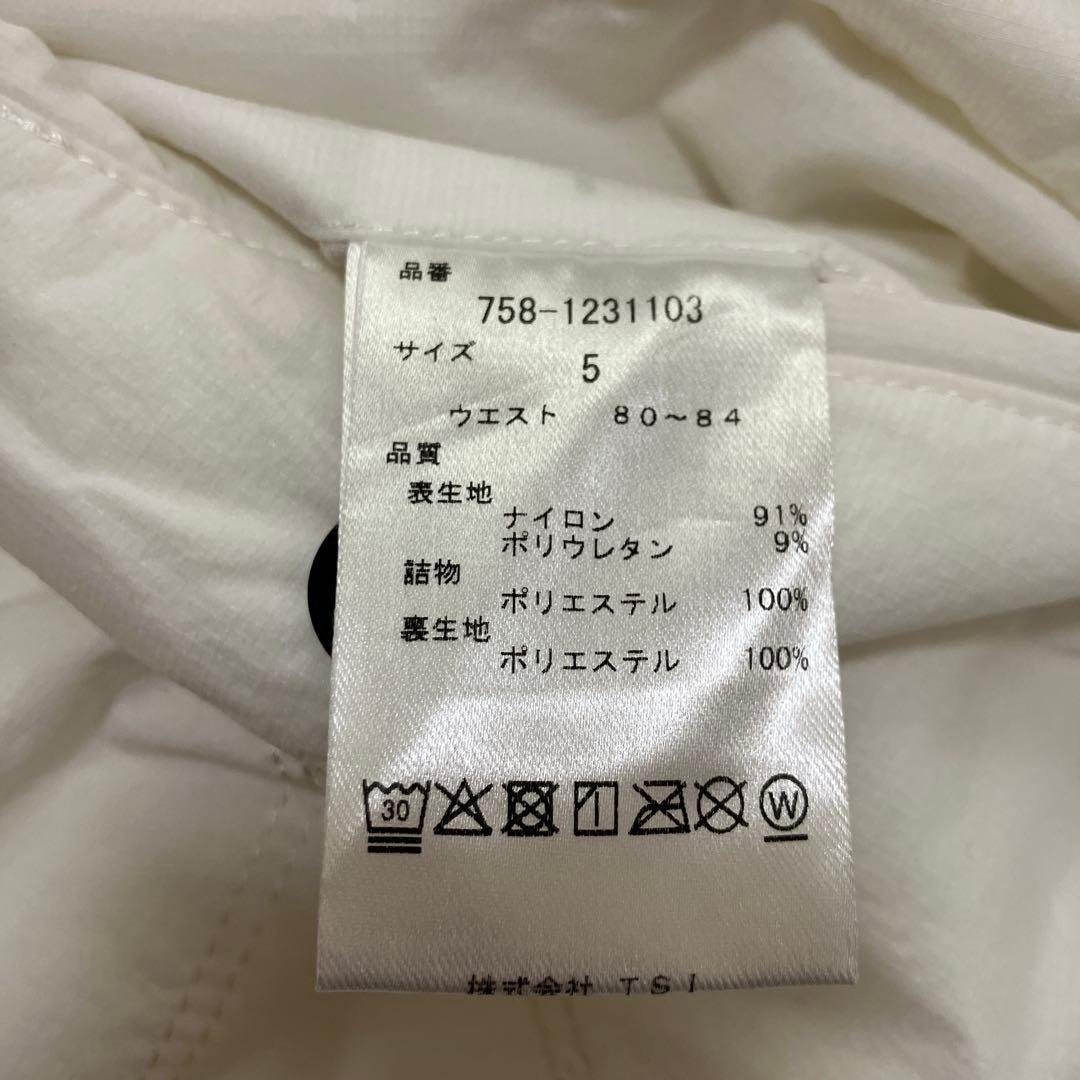 品番
758-1231103
サイズ 5
ウエスト 80～84
品質
表生地
ナイロン 91%
ポリウレタン 9%
詰物
ポリエステル 100%
裏生地
ポリエステル 100%
30
W
株式会社 TSI